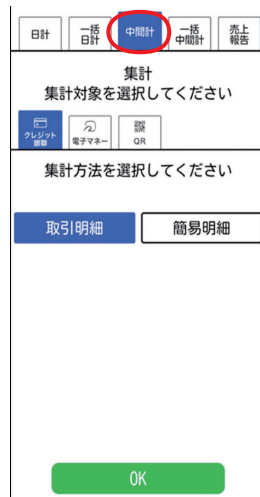 日計
一括
日計
中間計
一括
中間計
売上
報告
集計
集計対象を選択してください
クレジット
銀聯
電子マネー
QR
集計方法を選択してください
取引明細
簡易明細
OK